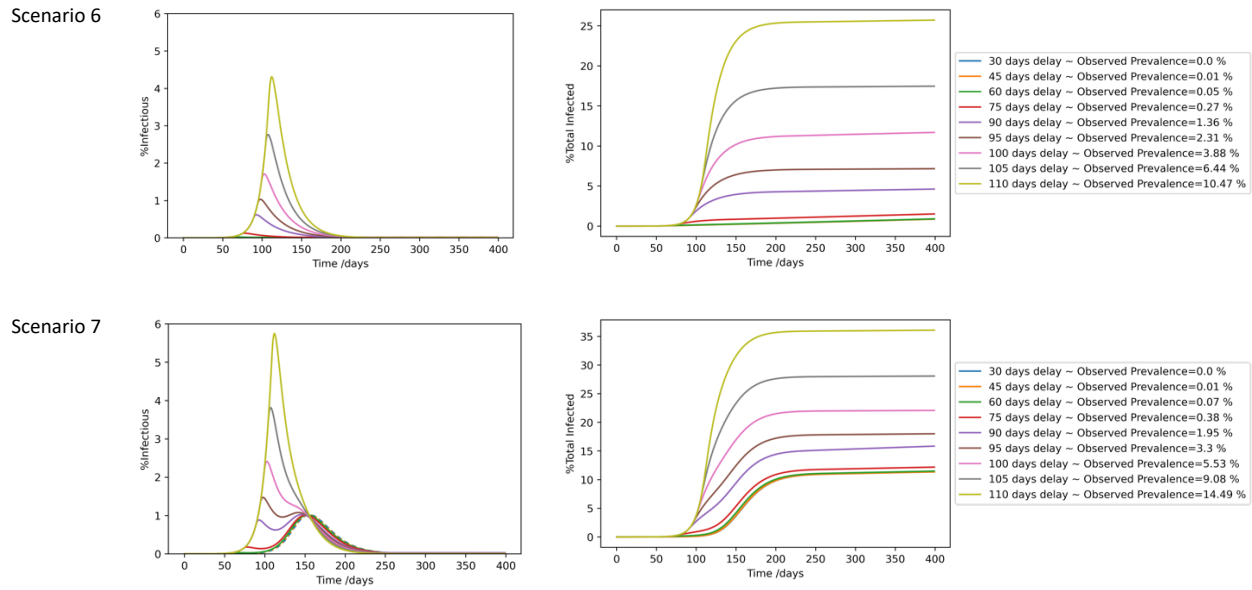 Scenario 6
6
5
4
3
2
1
0
%Infectious
0 50 100 150 200 250 300 350 400
Time /days
25
20
15
10
5
0
%Total Infected
0 50 100 150 200 250 300 350 400
Time /days
30 days delay ~ Observed Prevalence=0.0 %
45 days delay ~ Observed Prevalence=0.01 %
60 days delay ~ Observed Prevalence=0.05 %
75 days delay ~ Observed Prevalence=0.27 %
90 days delay ~ Observed Prevalence=1.36 %
95 days delay ~ Observed Prevalence=2.31 %
100 days delay ~ Observed Prevalence=3.88 %
105 days delay ~ Observed Prevalence=6.44 %
110 days delay ~ Observed Prevalence=10.47 %
Scenario 7
6
5
4
3
2
1
0
%Infectious
0 50 100 150 200 250 300 350 400
Time /days
35
30
25
20
15
10
5
0
%Total Infected
0 50 100 150 200 250 300 350 400
Time /days
30 days delay ~ Observed Prevalence=0.0 %
45 days delay ~ Observed Prevalence=0.01 %
60 days delay ~ Observed Prevalence=0.07 %
75 days delay ~ Observed Prevalence=0.38 %
90 days delay ~ Observed Prevalence=1.95 %
95 days delay ~ Observed Prevalence=3.3 %
100 days delay ~ Observed Prevalence=5.53 %
105 days delay ~ Observed Prevalence=9.08 %
110 days delay ~ Observed Prevalence=14.49 %